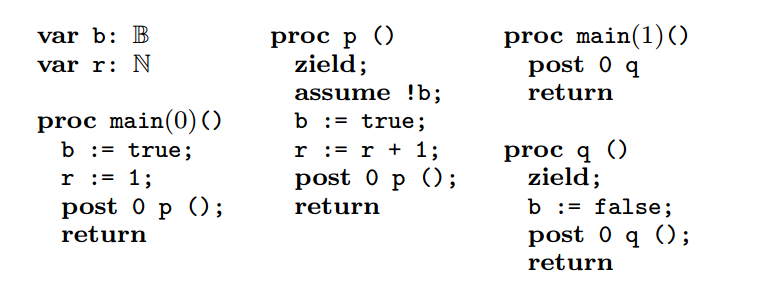 var b: 𝔹
var r: ℕ
proc main(0)()
b := true;
r := 1;
post 0 p ();
return
proc p ()
zield;
assume !b;
b := true;
r := r + 1;
post 0 p ();
return
proc main(1)()
post 0 q
return
proc q ()
zield;
b := false;
post 0 q ();
return